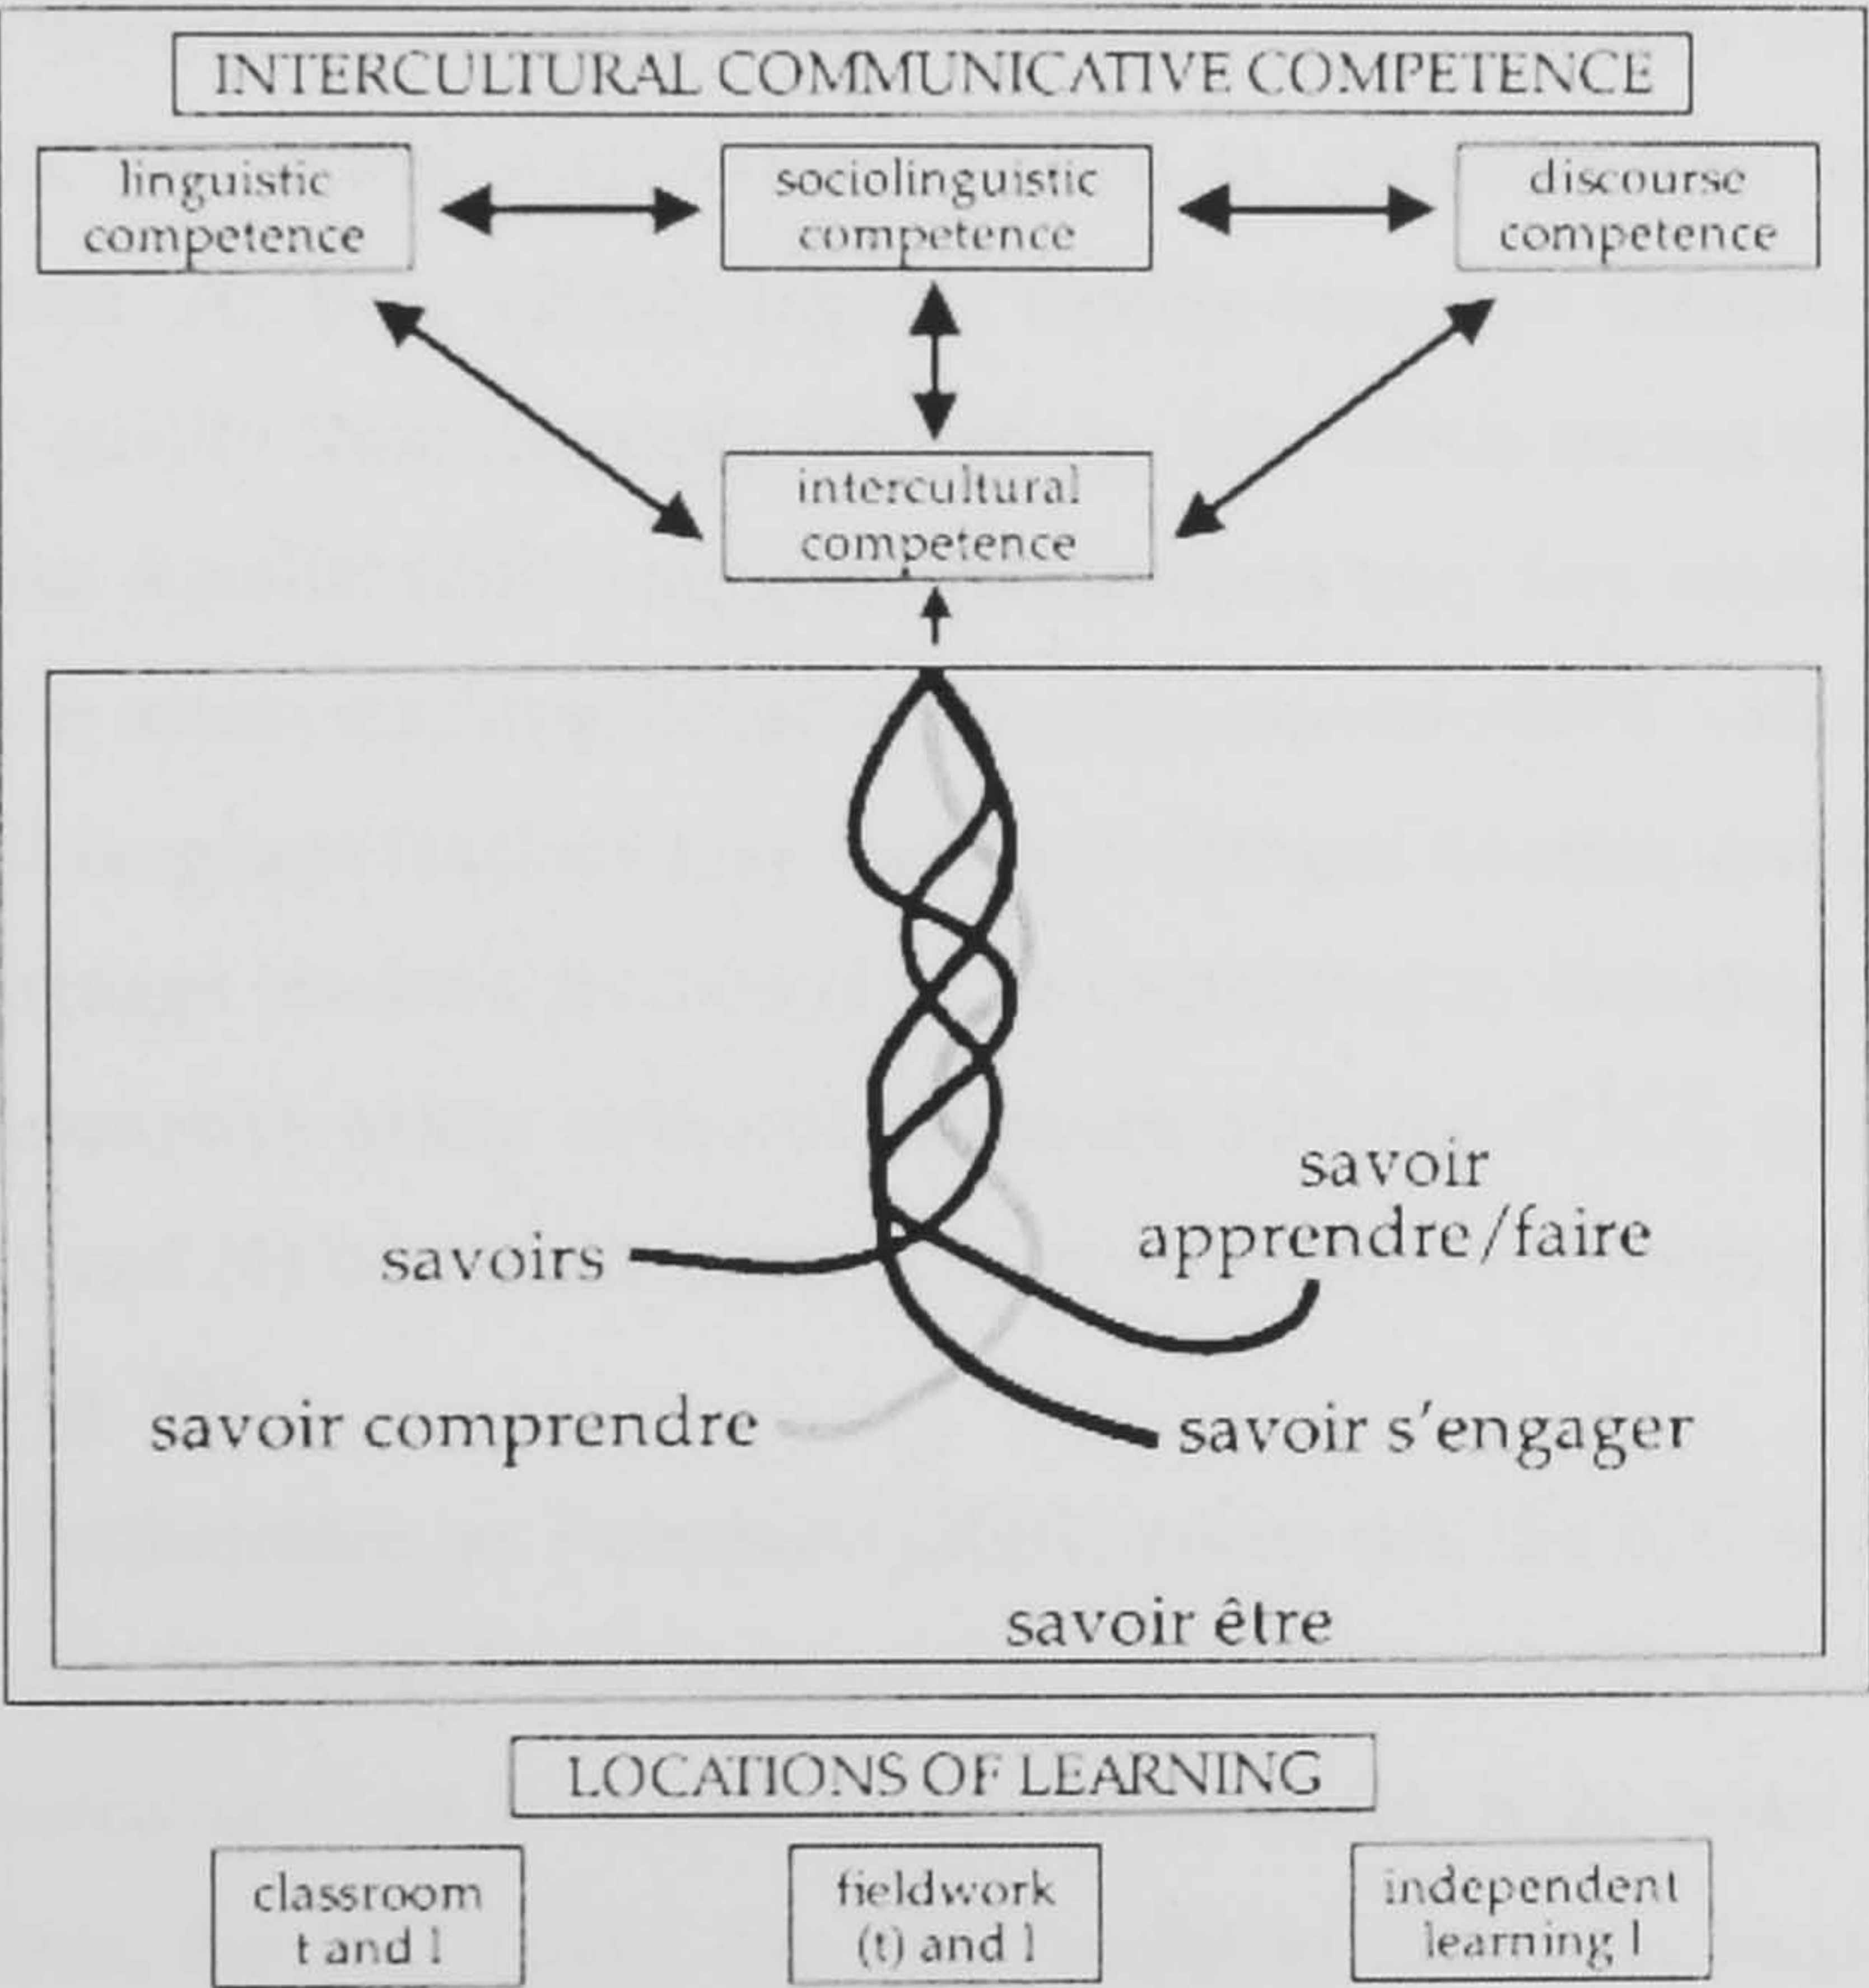 INTERCULTURAL COMMUNICATIVE COMPETENCE
linguistic
competence
sociolinguistic
competence
discourse
competence
intercultural
competence
savoir
apprendre/faire
savoirs
savoir comprendre
savoir s'engager
savoir être
LOCATIONS OF LEARNING
classroom
t and l
fieldwork
(t) and l
independent
learning l